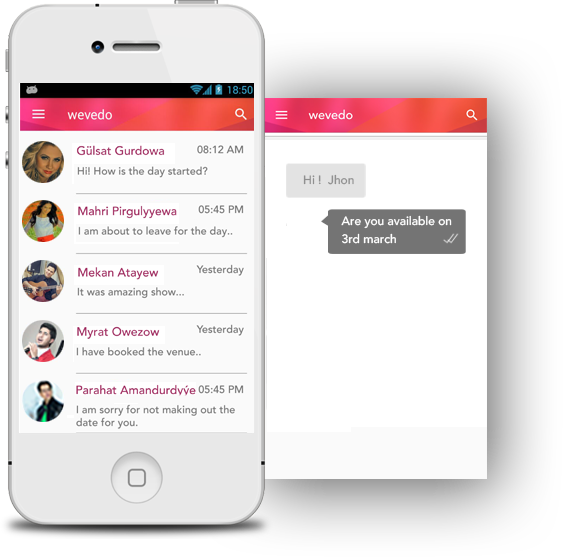 18:50
wevedo
Gülsat Gurdowa 08:12 AM
Hi! How is the day started?
Mahri Pirgulyyewa 05:45 PM
I am about to leave for the day..
Mekan Atayew Yesterday
It was amazing show...
Myrat Owezow Yesterday
I have booked the venue..
Parahat Amandurdyýe 05:45 PM
I am sorry for not making out the
date for you.
wevedo
Hi ! Jhon
Are you available on
3rd march